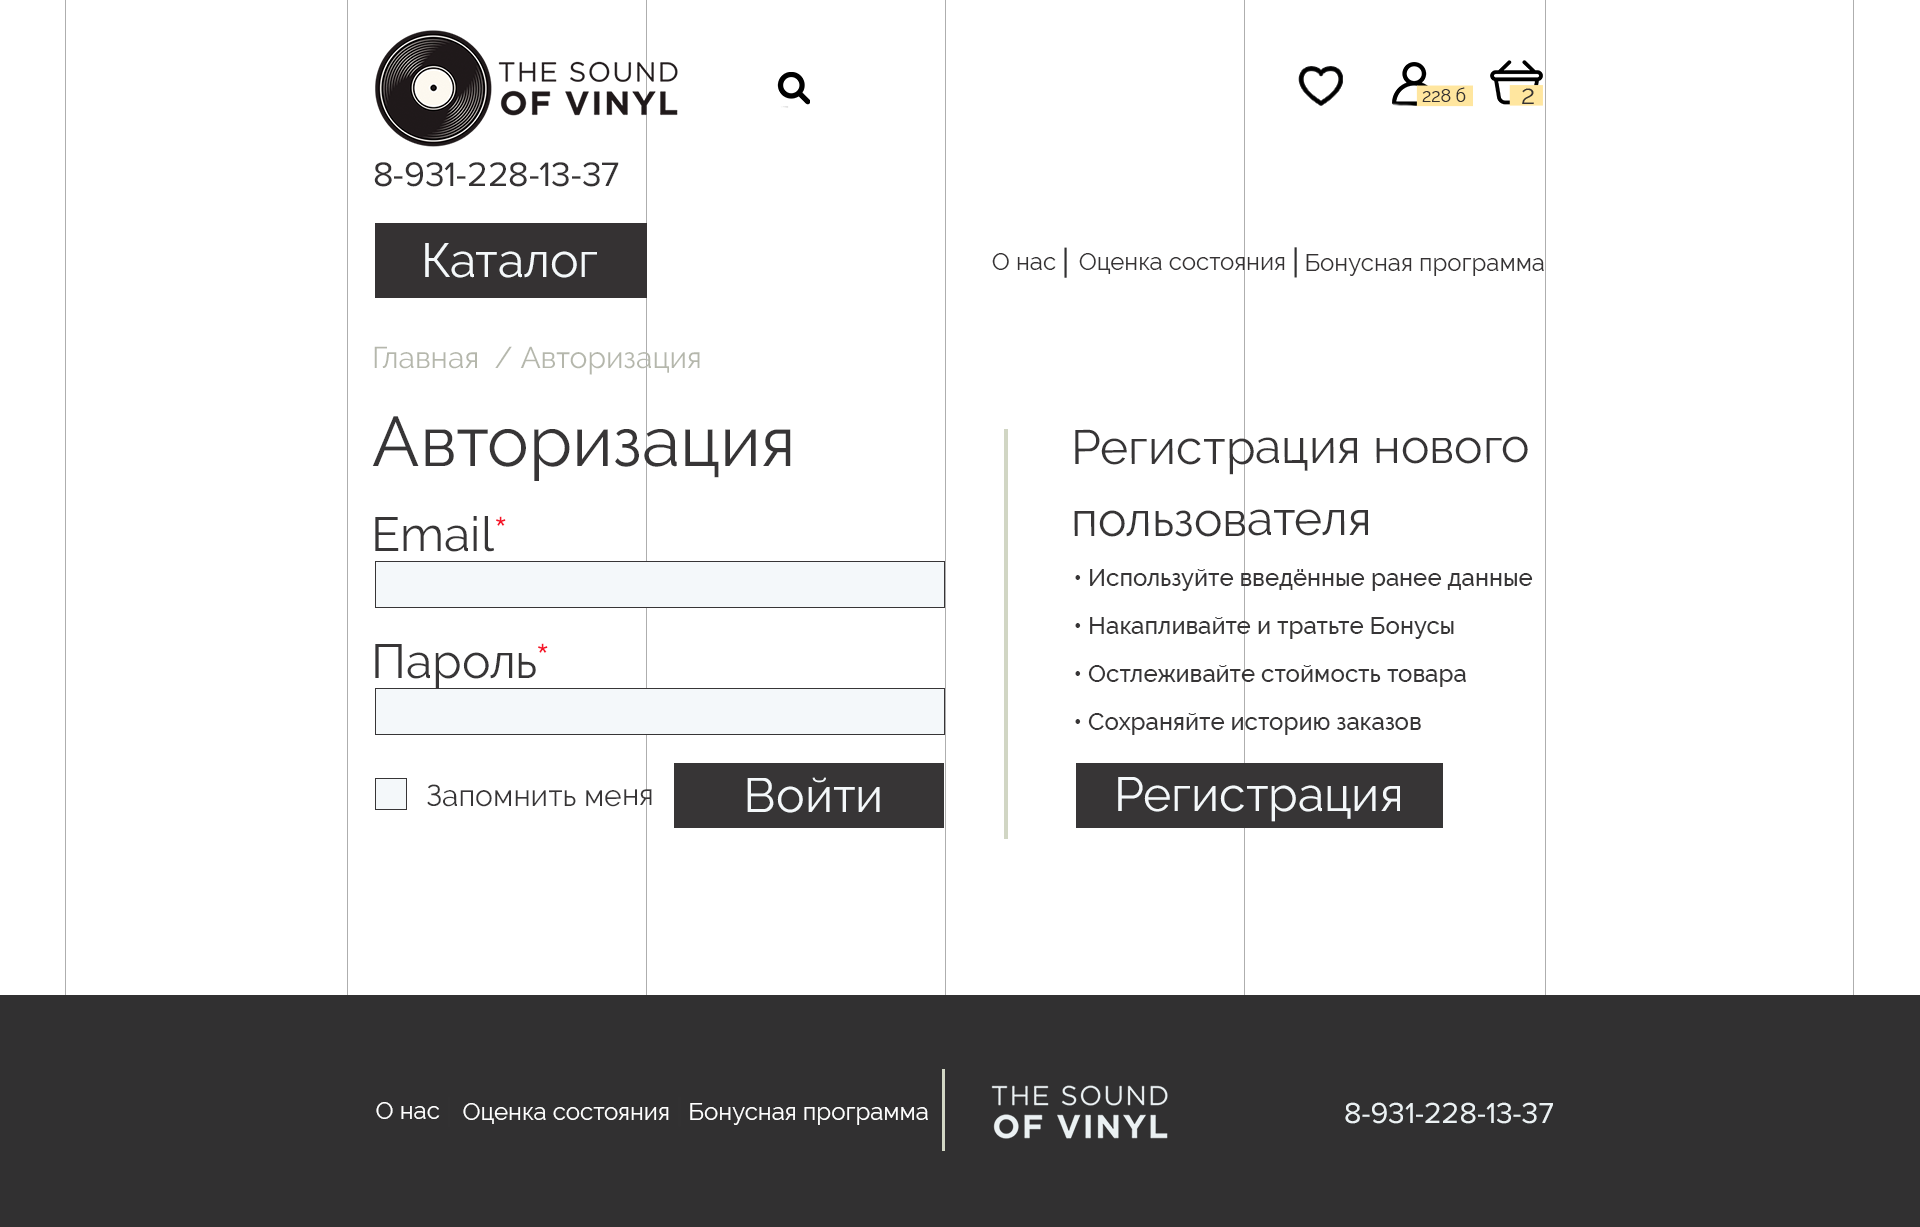 THE SOUND
OF VINYL
228 б
2
8-931-228-13-37
Каталог
О нас | Оценка состояния | Бонусная программа
Главная / Авторизация
Авторизация
Email*
Пароль*
Запомнить меня
Войти
Регистрация нового
пользователя
• Используйте введённые ранее данные
• Накапливайте и тратьте Бонусы
• Остлеживайте стоймость товара
• Сохраняйте историю заказов
Регистрация
О нас Оценка состояния Бонусная программа
THE SOUND
OF VINYL
8-931-228-13-37